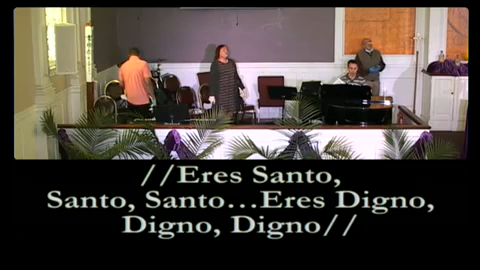 //Eres Santo,
Santo, Santo...Eres Digno,
Digno, Digno//